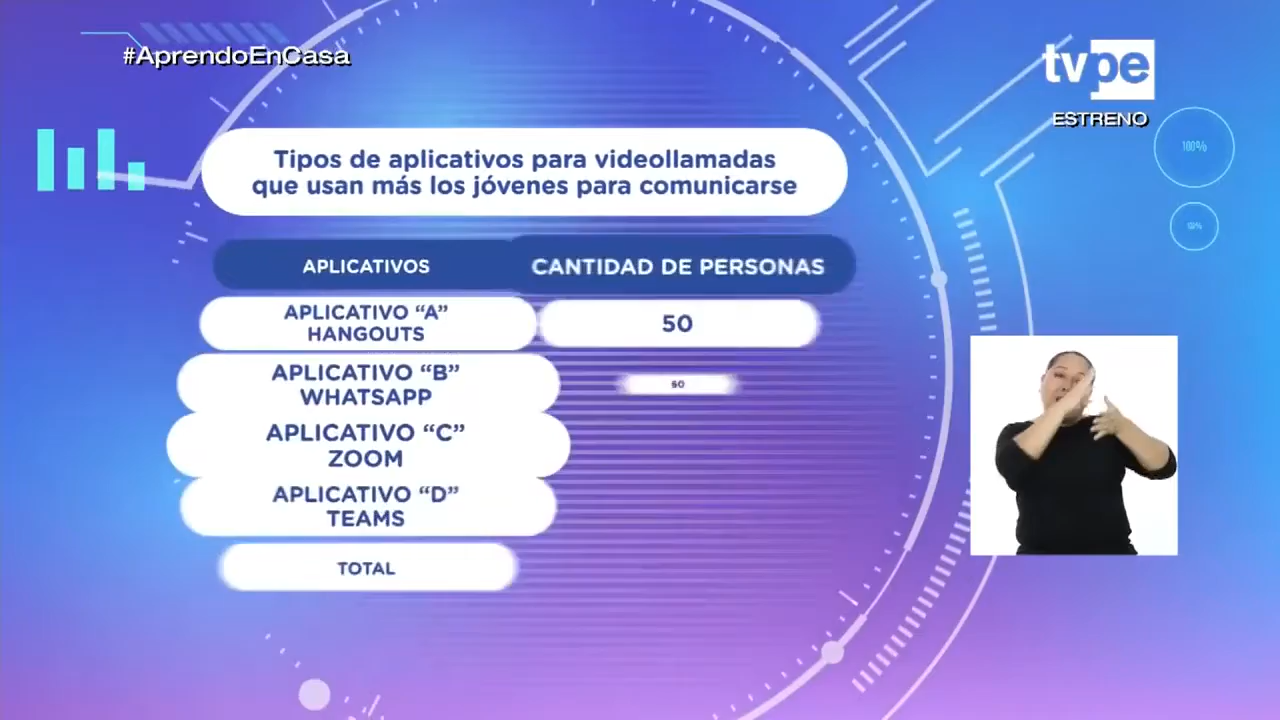 #AprendoEnCasa
tvpe
ESTRENO
100%
Tipos de aplicativos para videollamadas
que usan más los jóvenes para comunicarse
APLICATIVOS
CANTIDAD DE PERSONAS
APLICATIVO “A”
HANGOUTS
50
APLICATIVO “B”
WHATSAPP
APLICATIVO “C”
ZOOM
APLICATIVO “D”
TEAMS
TOTAL